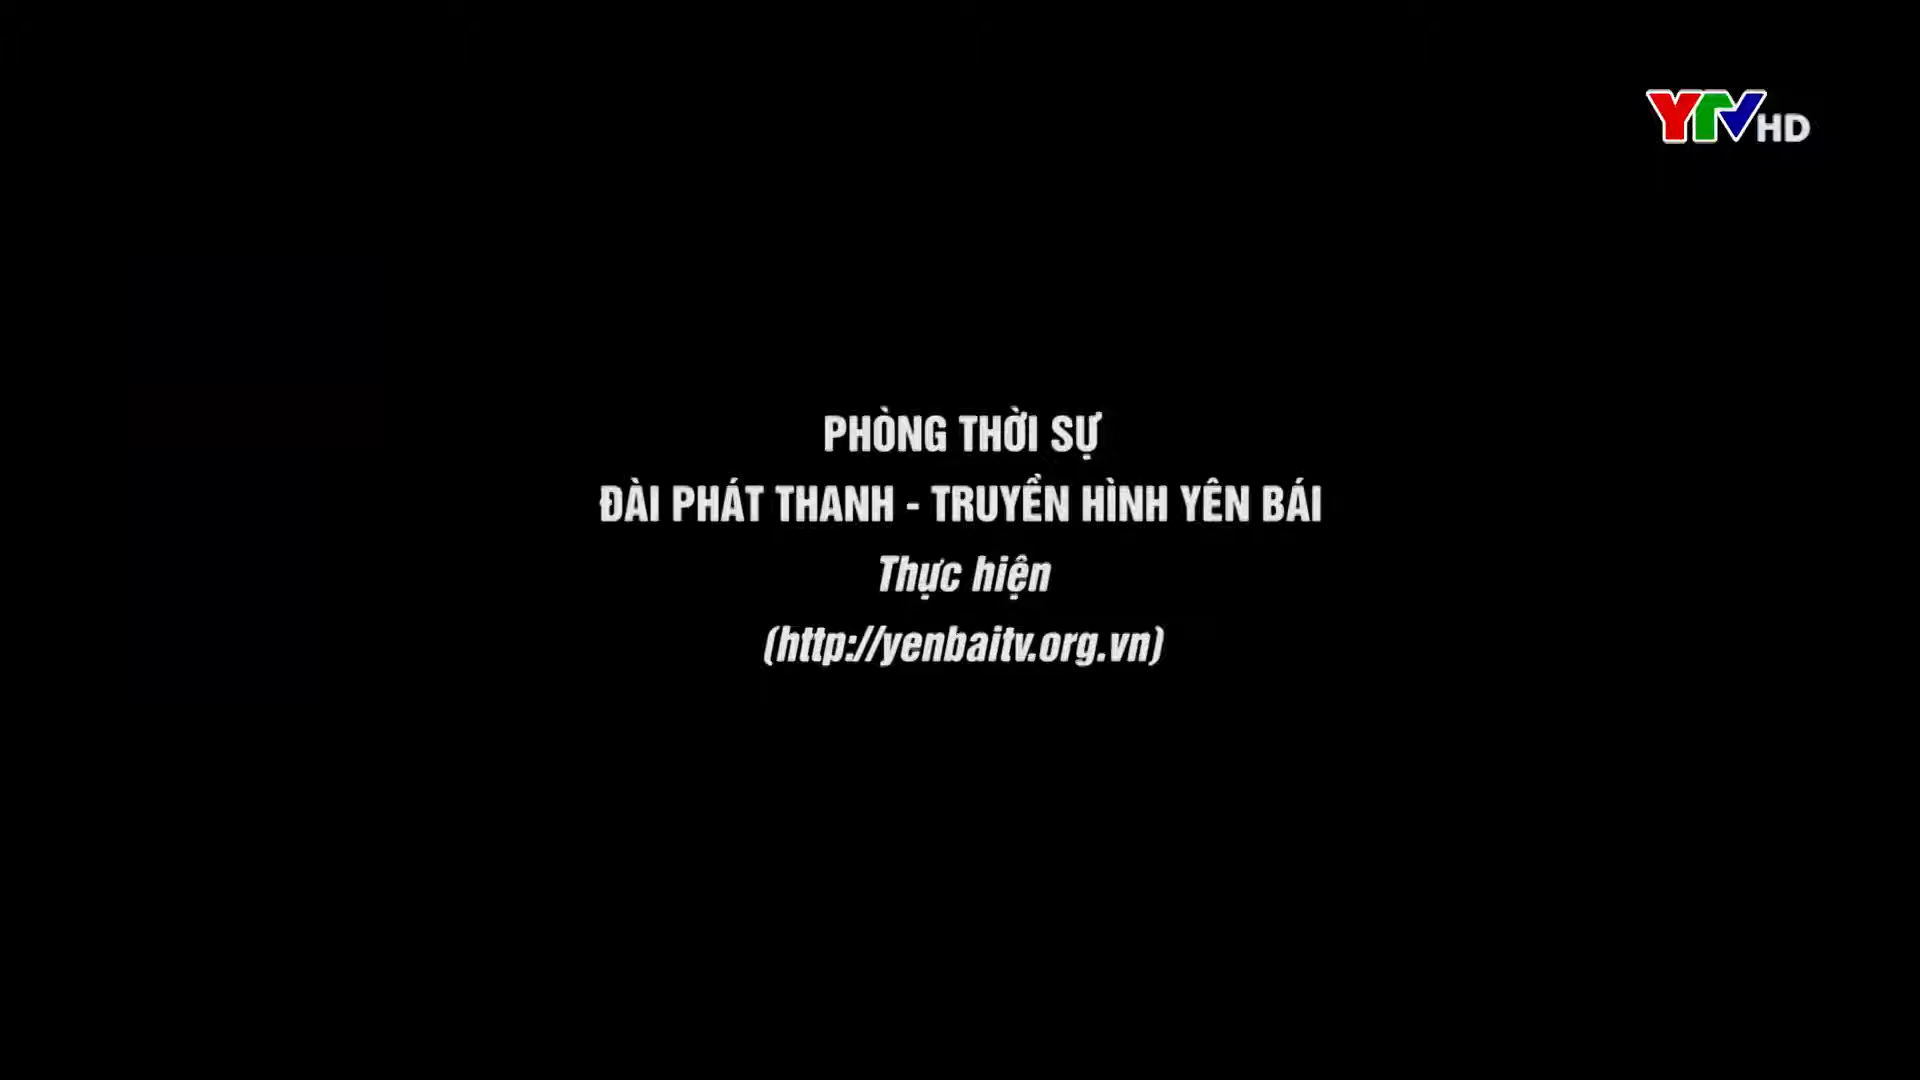 YTV HD
PHÒNG THỜI SỰ
ĐÀI PHÁT THANH - TRUYỀN HÌNH YÊN BÁI
Thực hiện
(http://yenbaitv.org.vn)